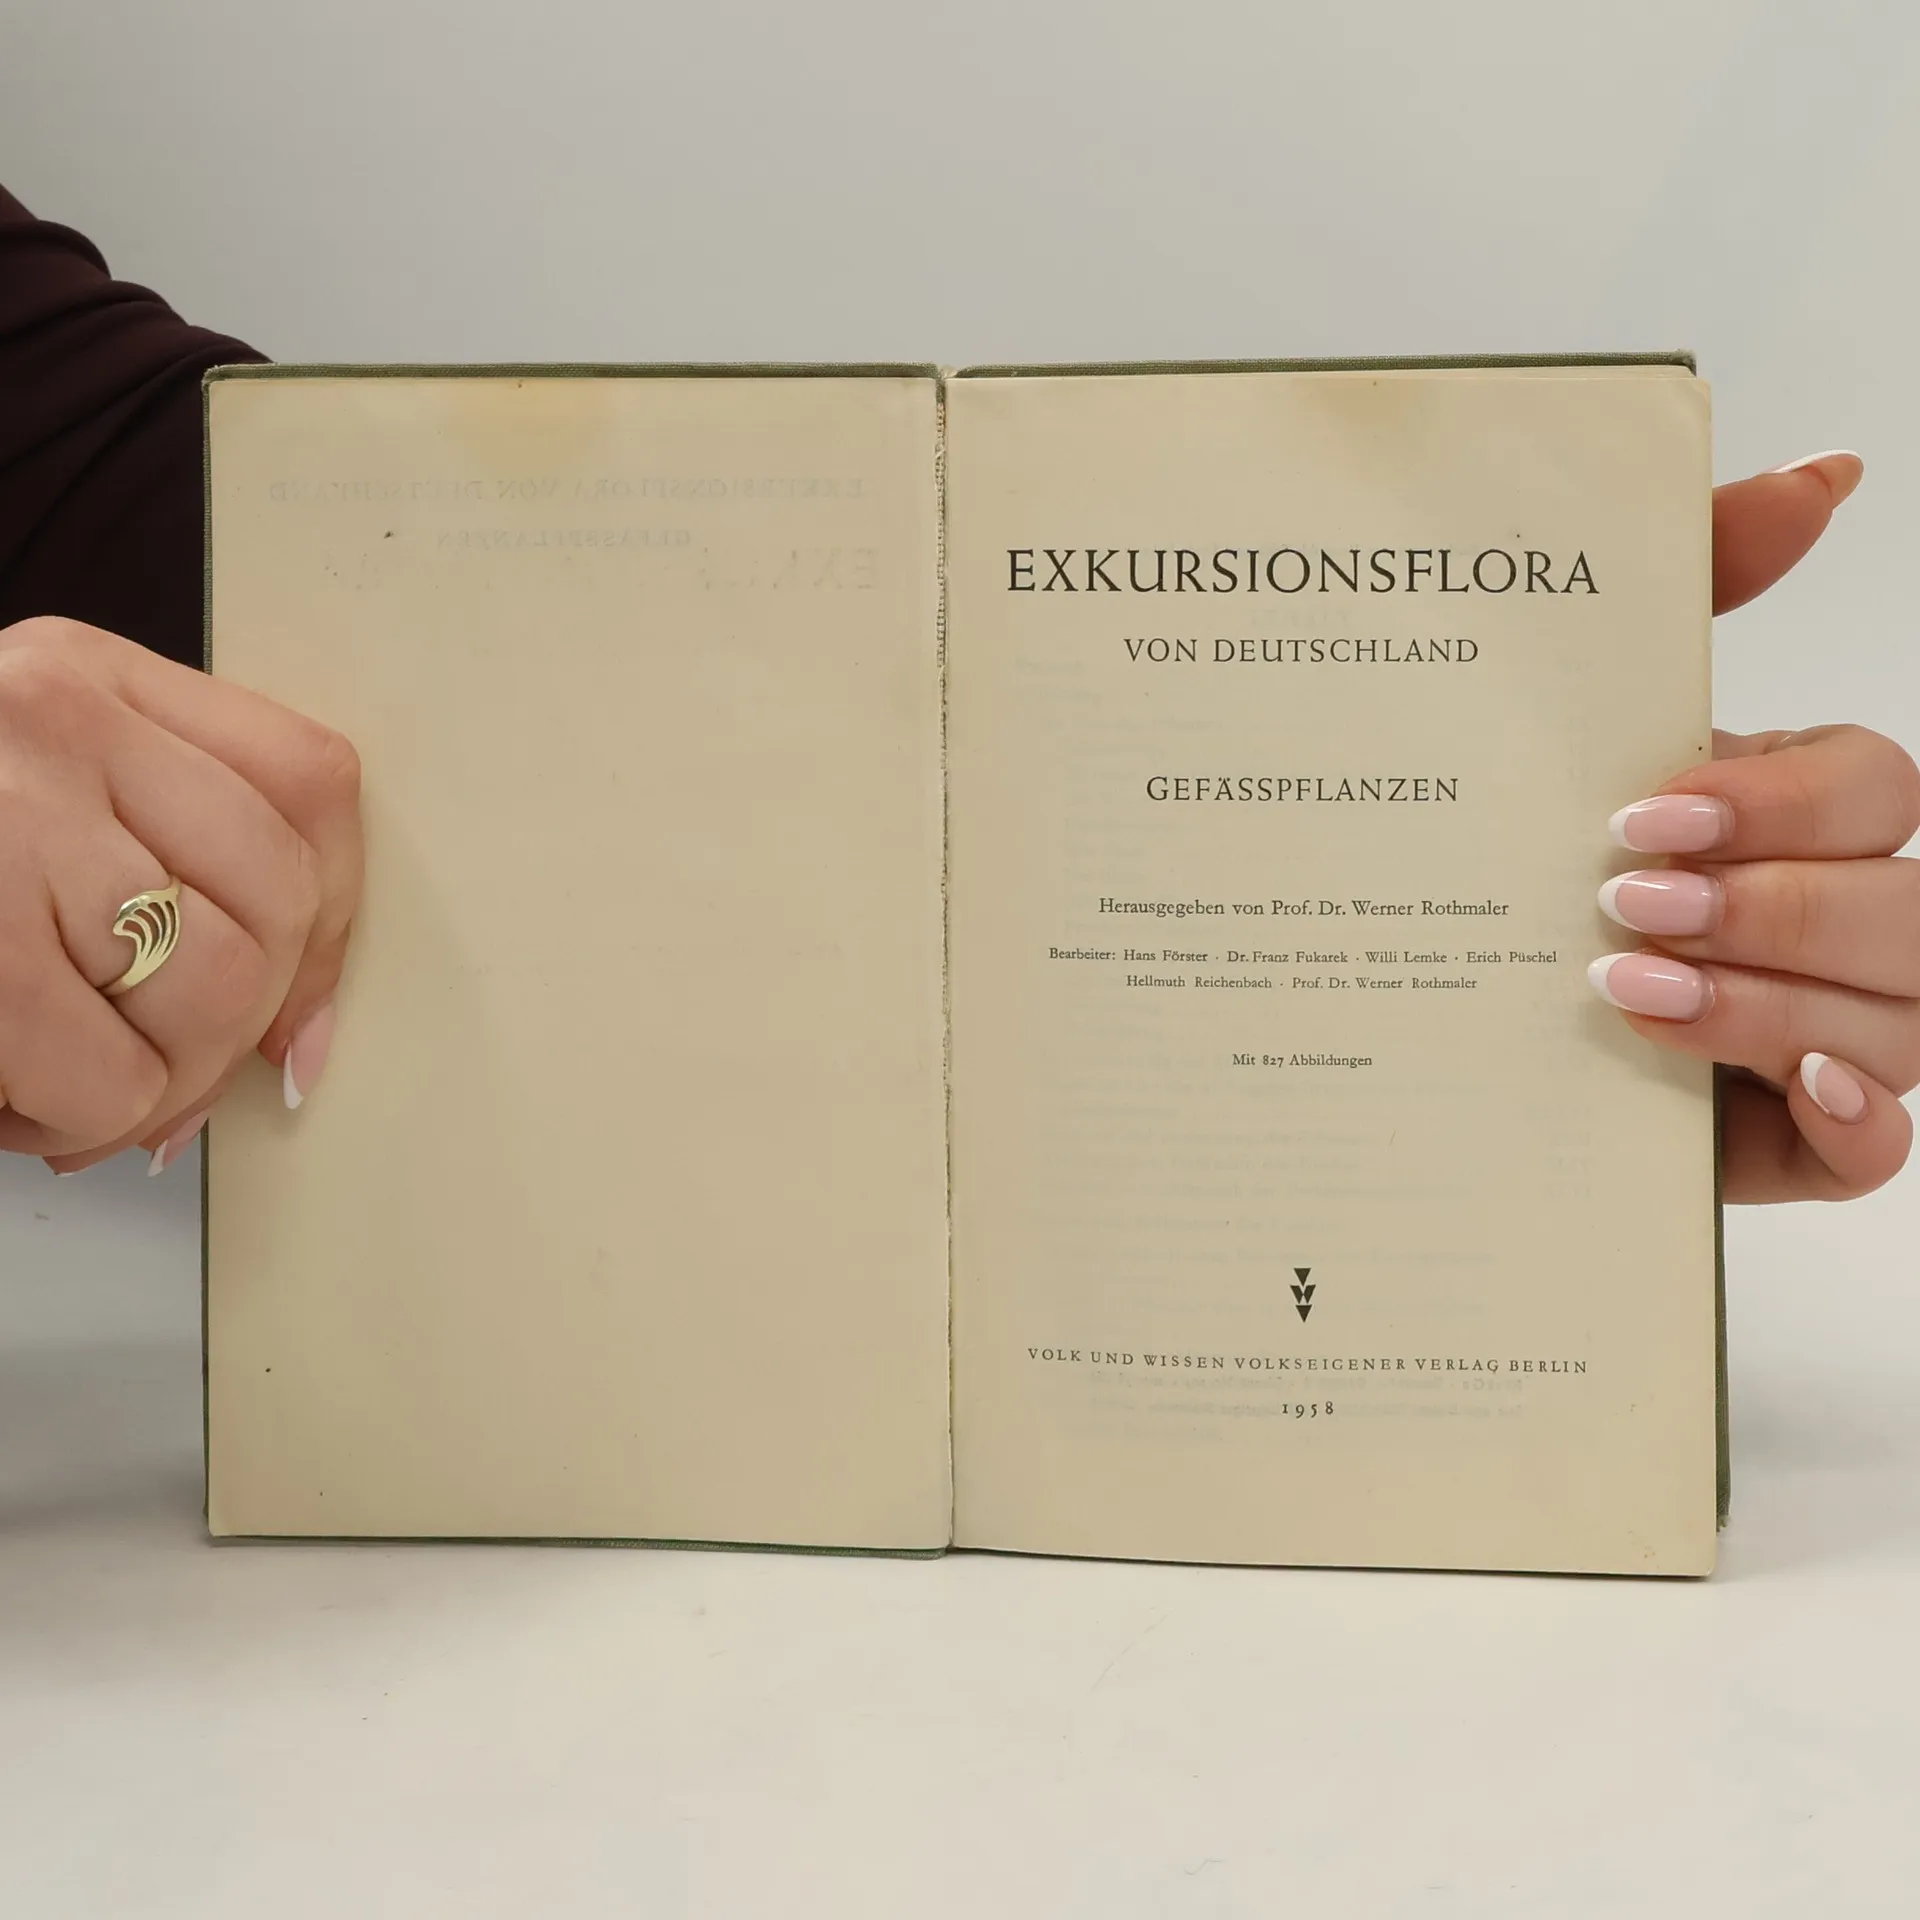 EXKURSIONSFLORA
VON DEUTSCHLAND
GEFÄSSPFLANZEN
Herausgegeben von Prof. Dr. Werner Rothmaler
Bearbeiter: Hans Förster · Dr. Franz Fukarek · Willi Lemke · Erich Püschel
Hellmuth Reichenbach · Prof. Dr. Werner Rothmaler
Mit 827 Abbildungen
VOLK UND WISSEN VOLKSEIGENER VERLAG BERLIN
1958